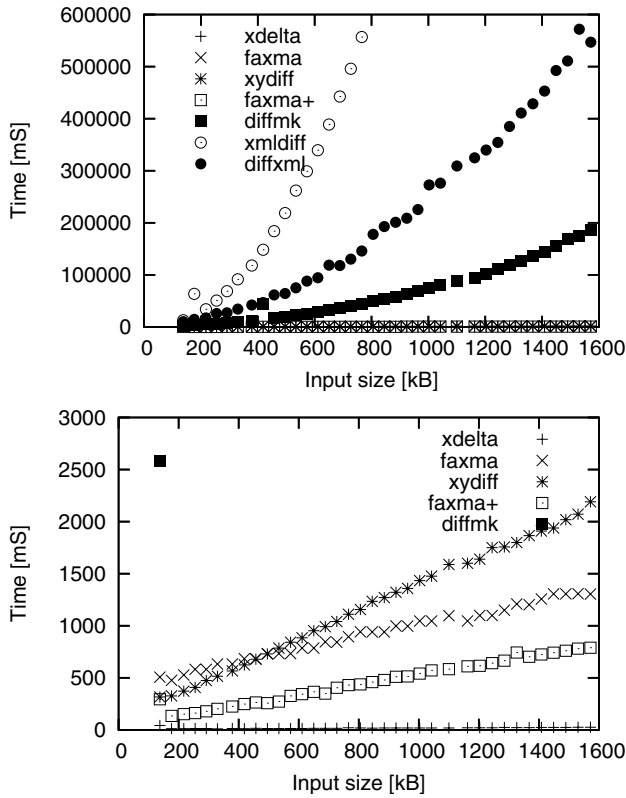 600000
500000
400000
300000
200000
100000
0
Time [mS]
xdelta
faxma
xydiff
faxma+
diffmk
xmldiff
diffxml
0 200 400 600 800 1000 1200 1400 1600
Input size [kB]
3000
2500
2000
1500
1000
500
0
Time [mS]
xdelta
faxma
xydiff
faxma+
diffmk
0 200 400 600 800 1000 1200 1400 1600
Input size [kB]